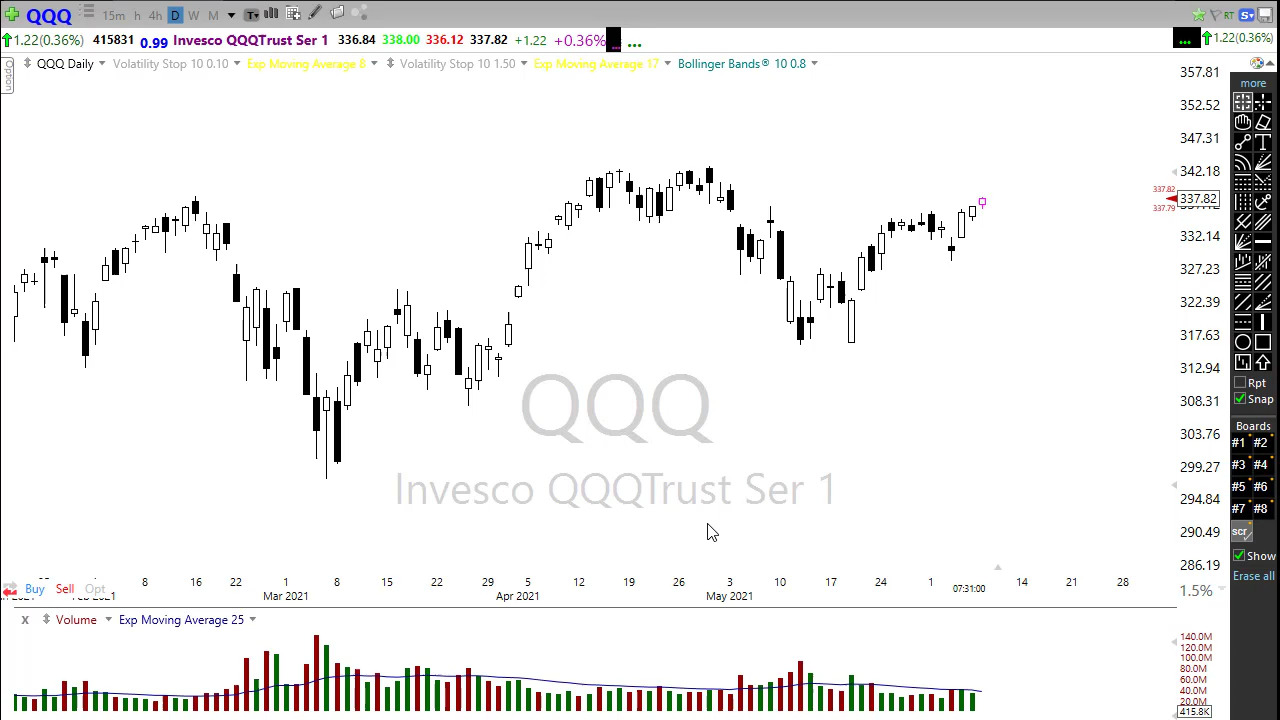 QQQ 15m h 4h D W M T
1.22(0.36%) 415831 0.99 Invesco QQQTrust Ser 1 336.84 338.00 336.12 337.82 +1.22 +0.36% ... ... 1.22(0.36%)
RT S
Option
QQQ Daily Volatility Stop 10 0.10 Exp Moving Average 8 Volatility Stop 10 1.50 Exp Moving Average 17 Bollinger Bands® 10 0.8
357.81
more
352.52
347.31
342.18
337.82
337.82
337.79
332.14
327.23
322.39
317.63
312.94
308.31
303.76
299.27
294.84
290.49
286.19
QQQ
Invesco QQQTrust Ser 1
T
Rpt
Snap
Boards
#1 #2
#3 #4
#5 #6
#7 #8
scr
Show
Erase all
8 16 22 1 8 15 22 29 5 12 19 26 3 10 17 24 1 14 21 28
Buy Sell Opt
Mar 2021 Apr 2021 May 2021 07:31:00
1.5%
x Volume Exp Moving Average 25
140.0M
120.0M
100.0M
80.0M
60.0M
40.0M
20.0M
415.8K